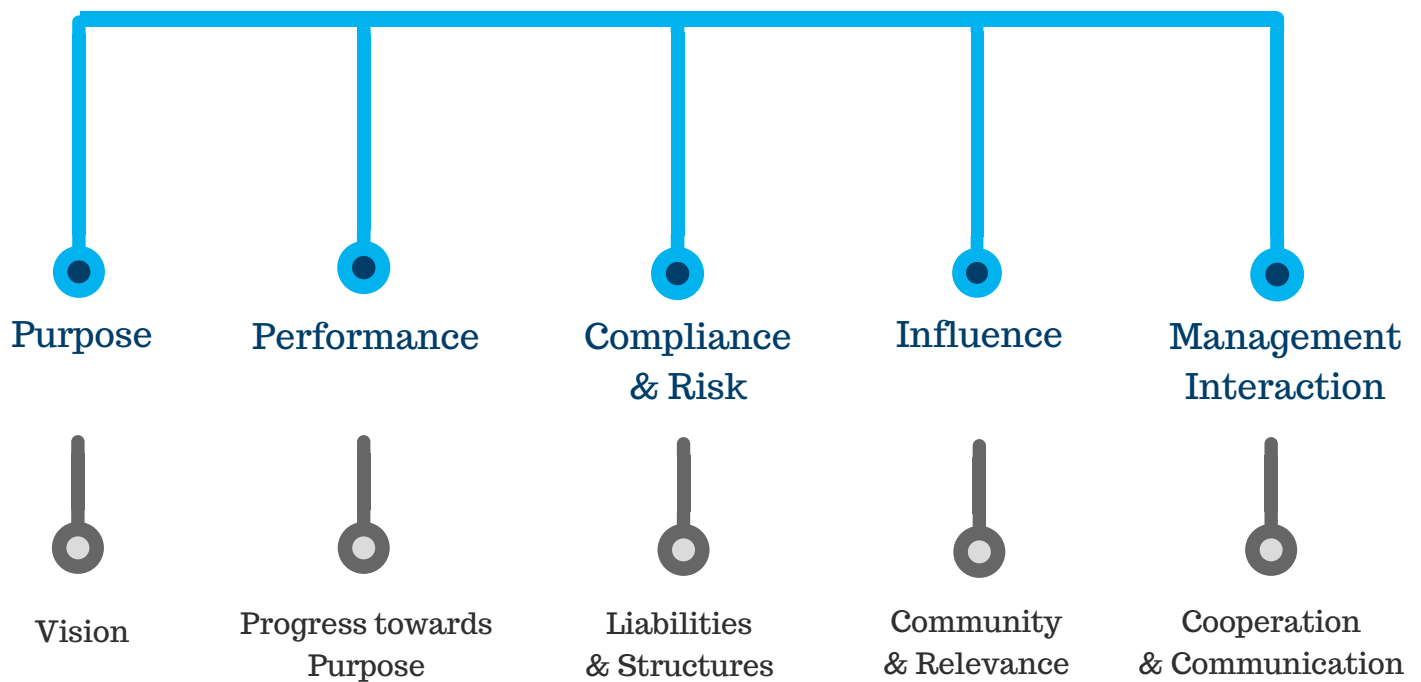 Purpose
Performance
Compliance
& Risk
Influence
Management
Interaction
Vision
Progress towards
Purpose
Liabilities
& Structures
Community
& Relevance
Cooperation
& Communication